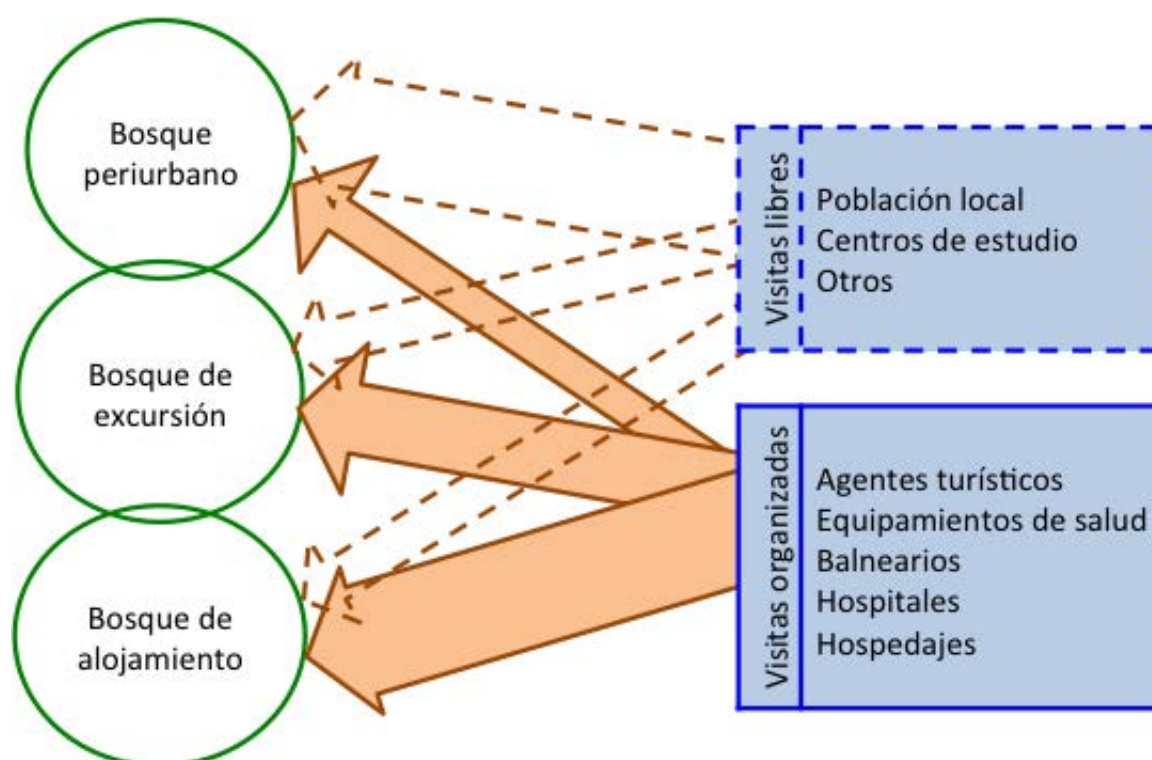 Bosque
periurbano
Bosque de
excursión
Bosque de
alojamiento
Visitas libres
Población local
Centros de estudio
Otros
Visitas organizadas
Agentes turísticos
Equipamientos de salud
Balnearios
Hospitales
Hospedajes